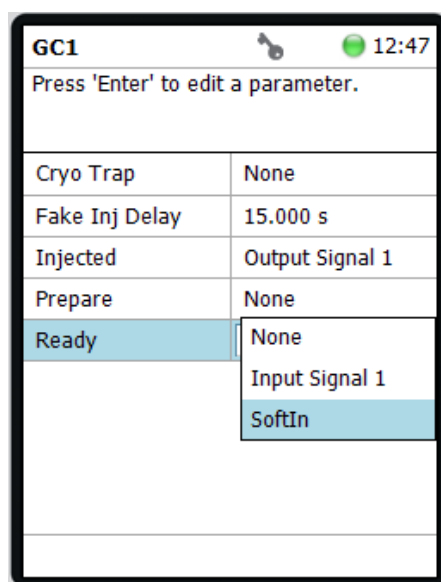 GC1 12:47
Press 'Enter' to edit a parameter.
Cryo Trap None
Fake Inj Delay 15.000 s
Injected Output Signal 1
Prepare None
Ready None
Input Signal 1
SoftIn